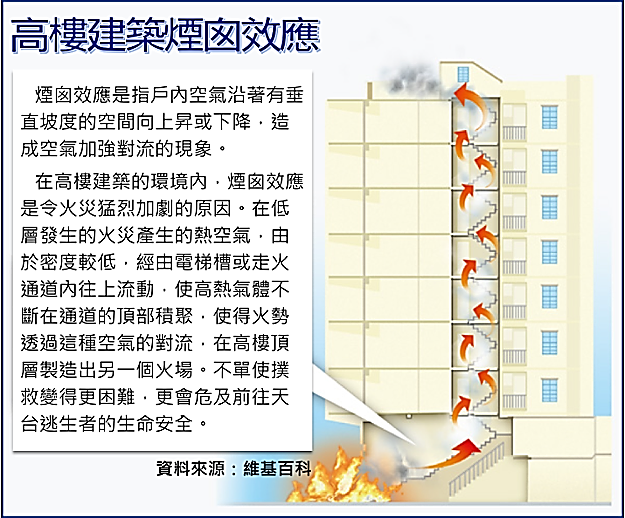 高樓建築煙囪效應
煙囪效應是指戶內空氣沿著有垂
直坡度的空間向上昇或下降，造
成空氣加強對流的現象。
在高樓建築的環境內，煙囪效應
是令火災猛烈加劇的原因。在低
層發生的火災產生的熱空氣，由
於密度較低，經由電梯槽或走火
通道內往上流動，使高熱氣體不
斷在通道的頂部積聚，使得火勢
透過這種空氣的對流，在高樓頂
層製造出另一個火場。不單使撲
救變得更困難，更會危及前往天
台逃生者的生命安全。
資料來源：維基百科